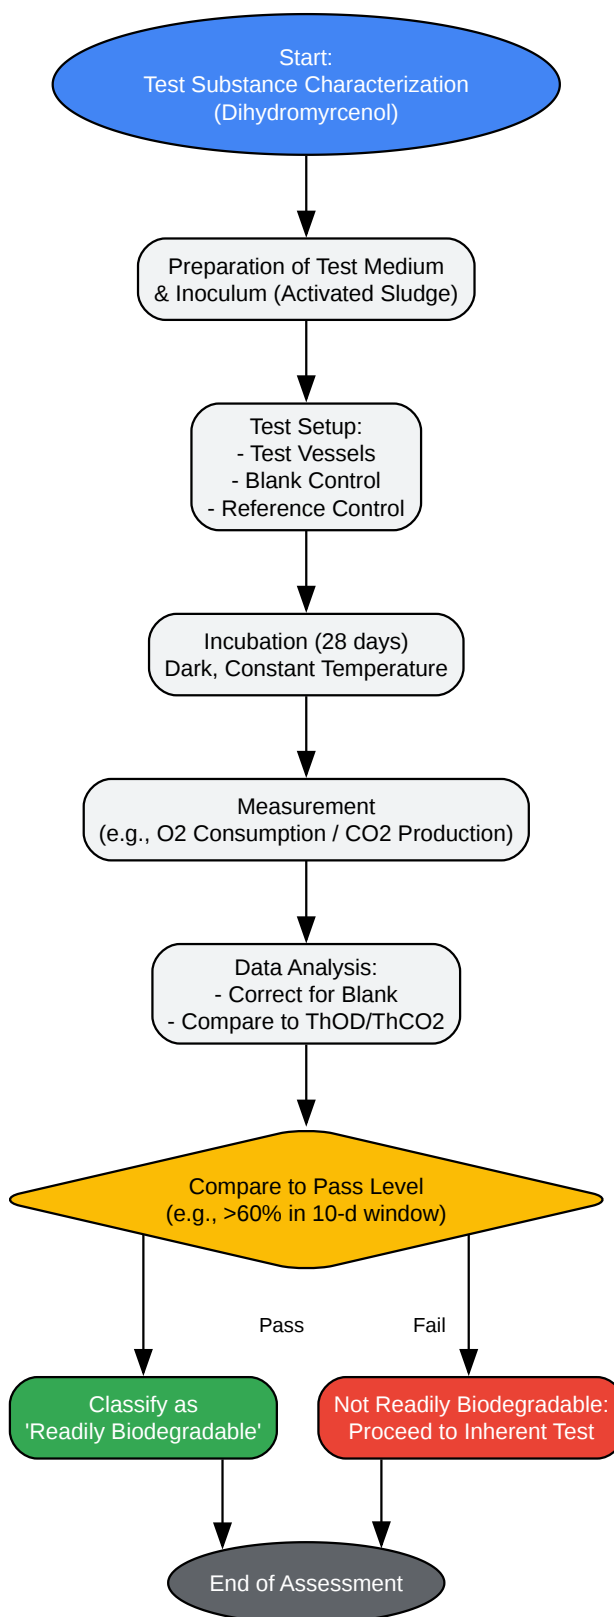 Start:
Test Substance Characterization
(Dihydromyrcenol)
Preparation of Test Medium
& Inoculum (Activated Sludge)
Test Setup:
- Test Vessels
- Blank Control
- Reference Control
Incubation (28 days)
Dark, Constant Temperature
Measurement
(e.g., O2 Consumption / CO2 Production)
Data Analysis:
- Correct for Blank
- Compare to ThOD/ThCO2
Compare to Pass Level
(e.g., >60% in 10-d window)
Pass
Fail
Classify as
'Readily Biodegradable'
Not Readily Biodegradable:
Proceed to Inherent Test
End of Assessment